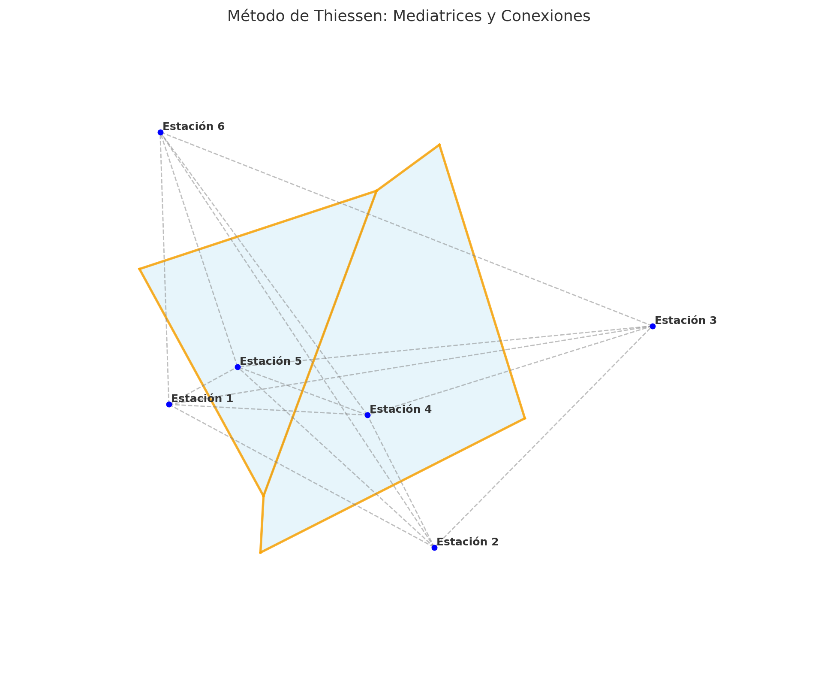 Método de Thiessen: Mediatrices y Conexiones
Estación 6
Estación 3
Estación 5
Estación 1
Estación 4
Estación 2